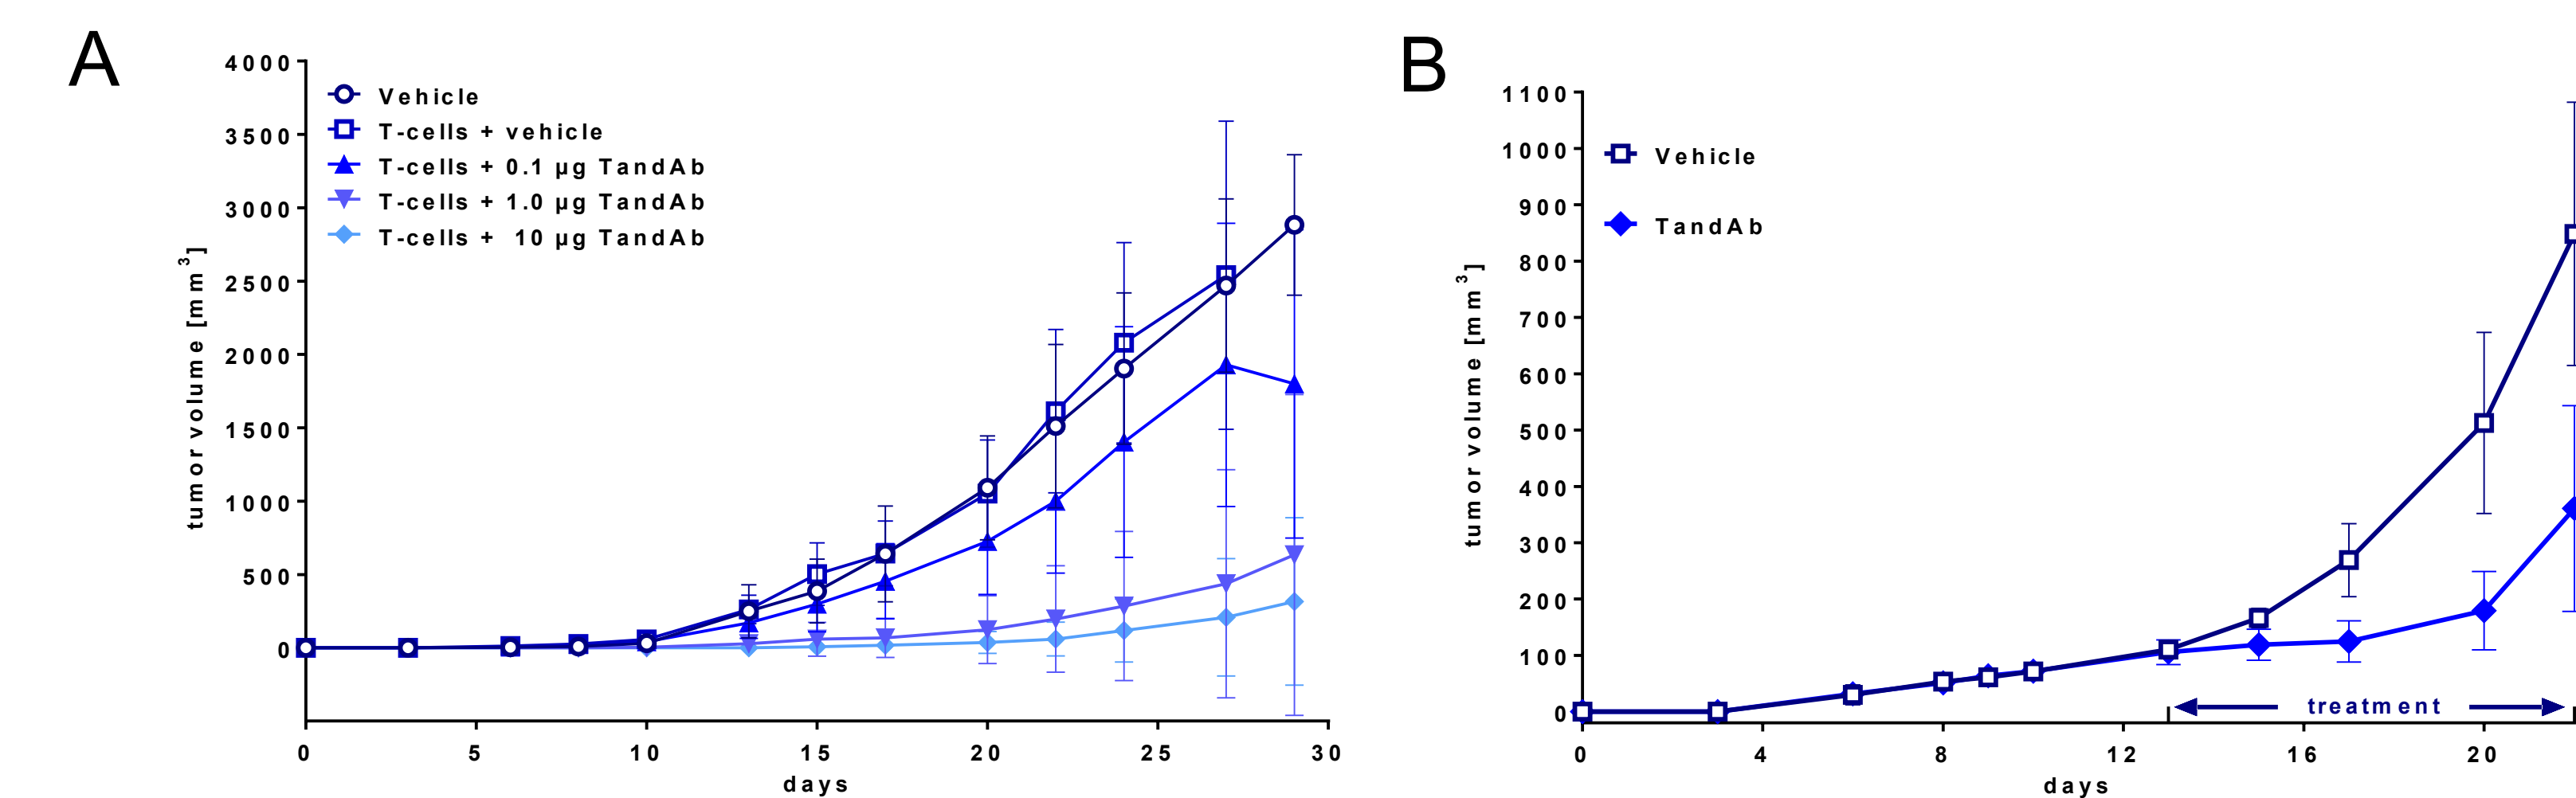 A
4000
3500
3000
2500
2000
1500
1000
500
0
tumor volume [mm³]
Vehicle
T-cells + vehicle
T-cells + 0.1 µg TandAb
T-cells + 1.0 µg TandAb
T-cells + 10 µg TandAb
0 5 10 15 20 25 30
days
B
1100
1000
900
800
700
600
500
400
300
200
100
0
tumor volume [mm³]
Vehicle
TandAb
treatment
0 4 8 12 16 20
days